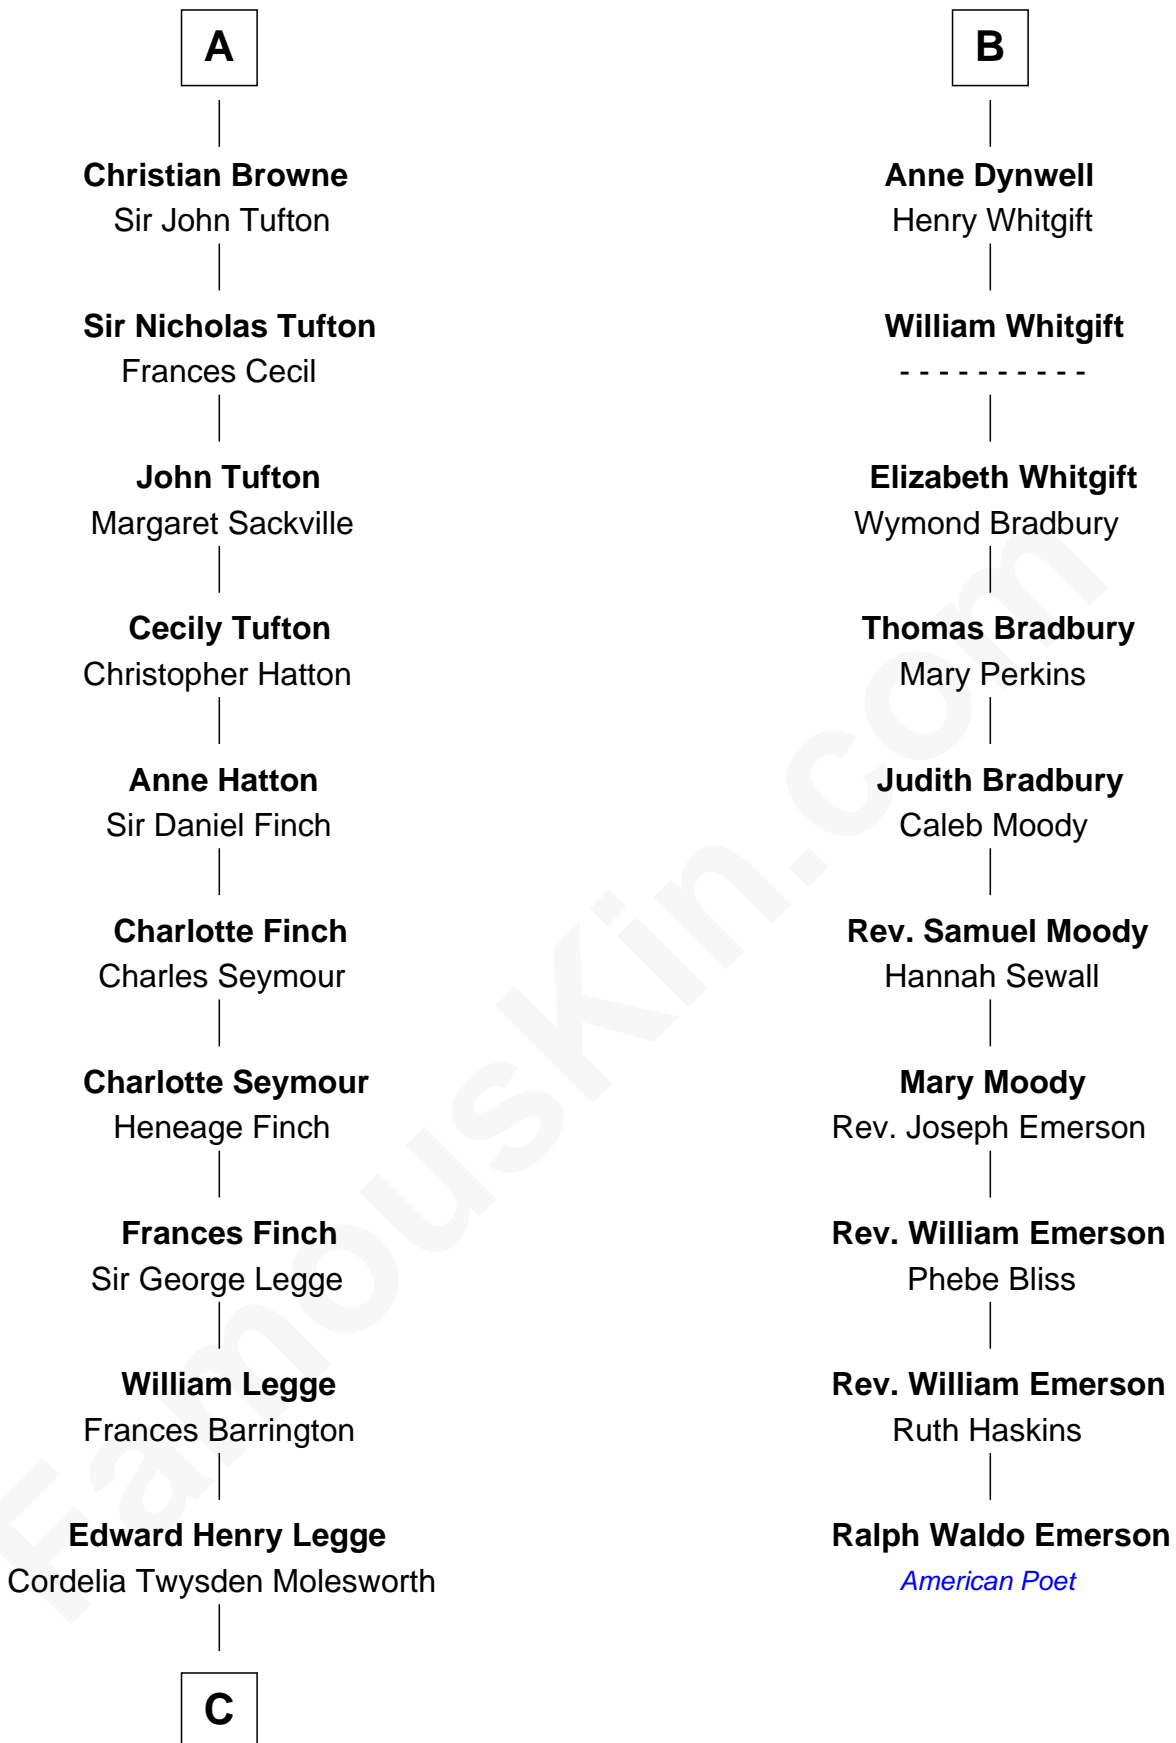 A
Christian Browne
Sir John Tufton
Sir Nicholas Tufton
Frances Cecil
John Tufton
Margaret Sackville
Cecily Tufton
Christopher Hatton
Anne Hatton
Sir Daniel Finch
Charlotte Finch
Charles Seymour
Charlotte Seymour
Heneage Finch
Frances Finch
Sir George Legge
William Legge
Frances Barrington
Edward Henry Legge
Cordelia Twysden Molesworth
C
B
Anne Dynwell
Henry Whitgift
William Whitgift
- - - - - - - - - -
Elizabeth Whitgift
Wymond Bradbury
Thomas Bradbury
Mary Perkins
Judith Bradbury
Caleb Moody
Rev. Samuel Moody
Hannah Sewall
Mary Moody
Rev. Joseph Emerson
Rev. William Emerson
Phebe Bliss
Rev. William Emerson
Ruth Haskins
Ralph Waldo Emerson
American Poet
FamousKin.com